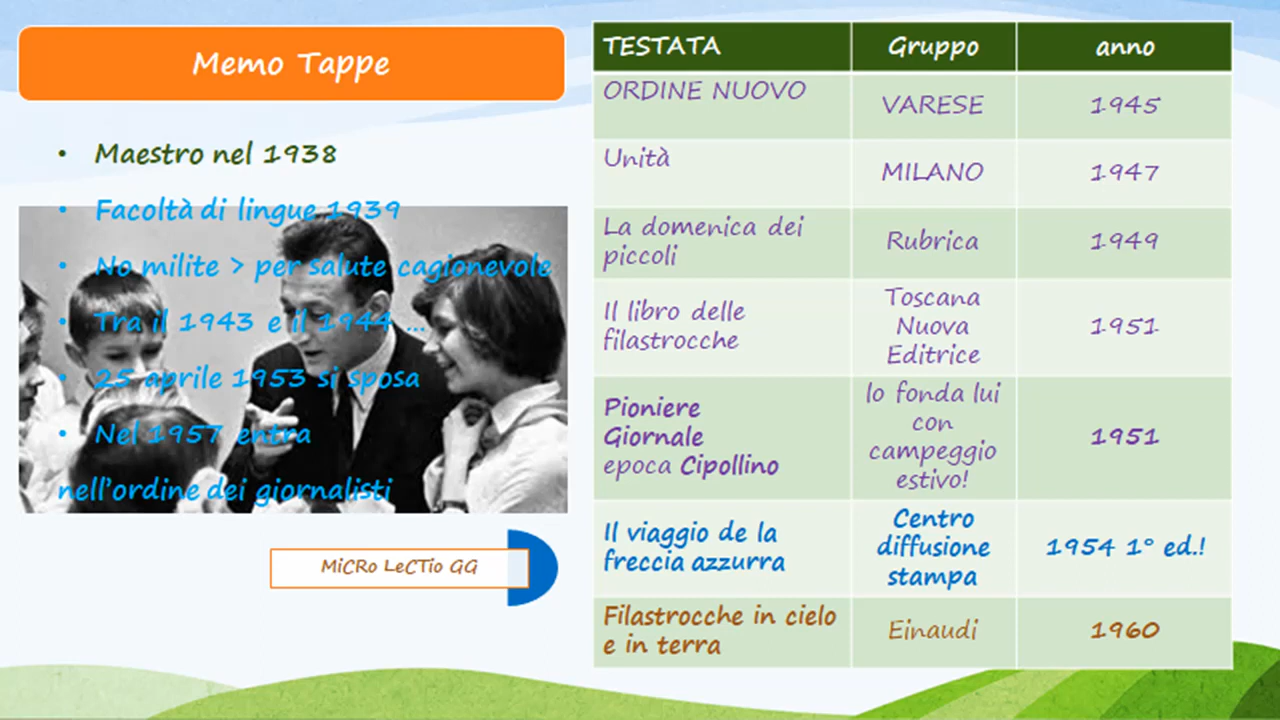 Memo Tappe
• Maestro nel 1938
• Facoltà di lingue 1939
• No milite > per salute cagionevole
• Tra il 1943 e il 1944 ...
• 25 aprile 1953 si sposa
• Nel 1957 entra
nell'ordine dei giornalisti
MiCRo LeCTio GG
TESTATA Gruppo anno
ORDINE NUOVO VARESE 1945
Unità MILANO 1947
La domenica dei
piccoli
Rubrica 1949
Il libro delle
filastrocche
Toscana
Nuova
Editrice
1951
Pioniere
Giornale
epoca Cipollino
lo fonda lui
con
campeggio
estivo!
1951
Il viaggio de la
freccia azzurra
Centro
diffusione
stampa
1954 1° ed.!
Filastrocche in cielo
e in terra
Einaudi 1960